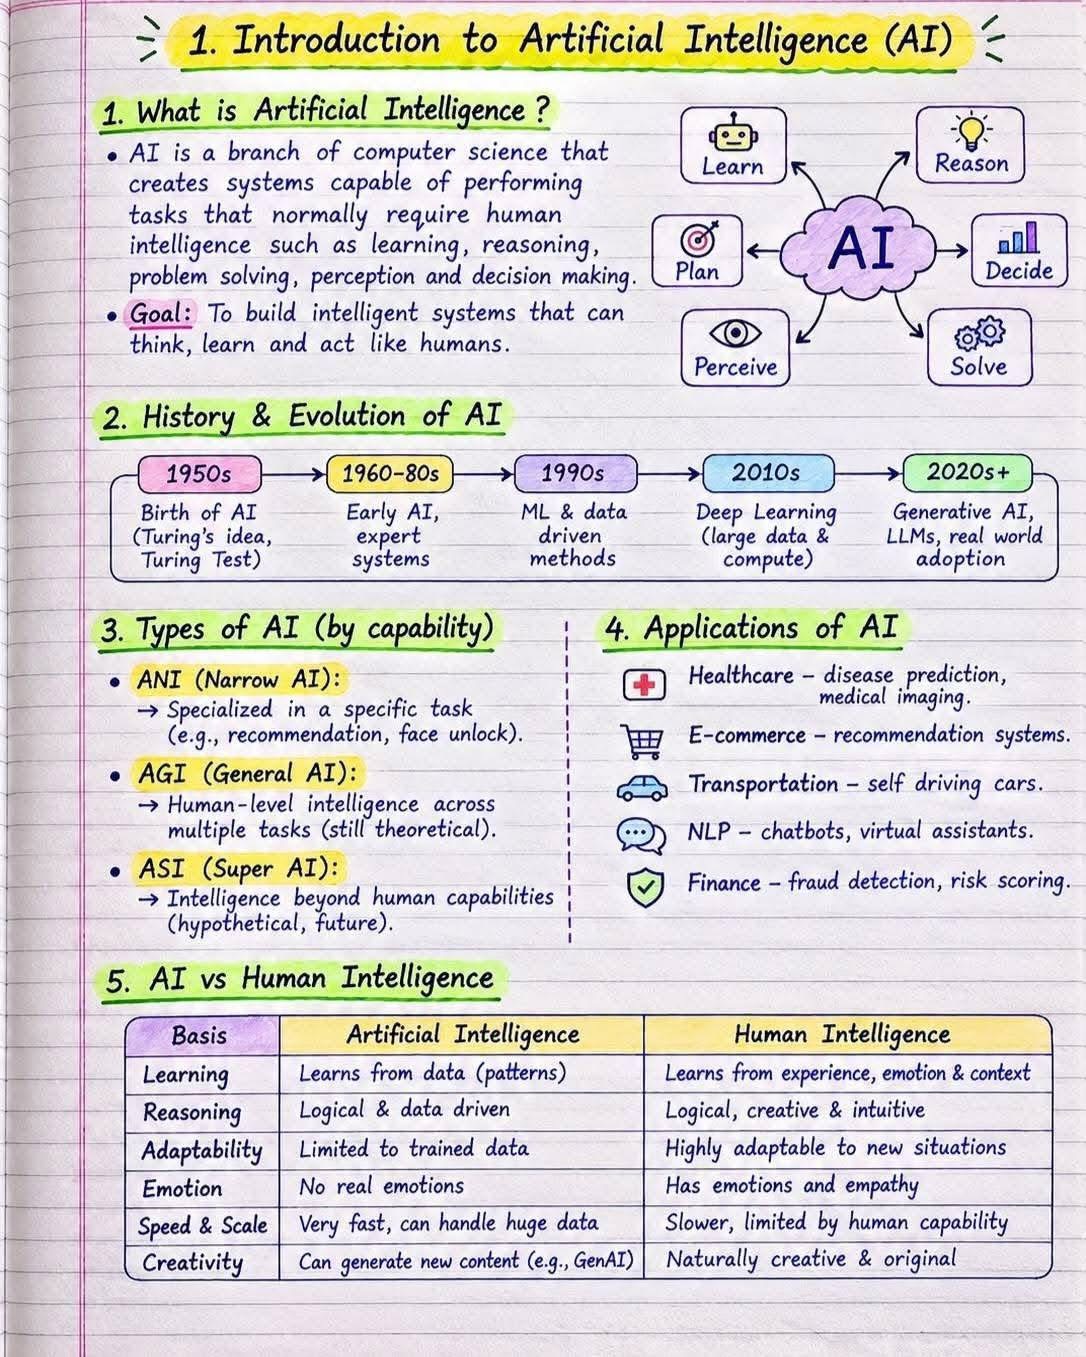 1. Introduction to Artificial Intelligence (AI)
1. What is Artificial Intelligence?
• AI is a branch of computer science that
creates systems capable of performing
tasks that normally require human
intelligence such as learning, reasoning,
problem solving, perception and decision making.
• Goal: To build intelligent systems that can
think, learn and act like humans.
Learn
Reason
Plan
AI
Decide
Perceive
Solve
2. History & Evolution of AI
1950s
Birth of AI
(Turing's idea,
Turing Test)
1960-80s
Early AI,
expert
systems
1990s
ML & data
driven
methods
2010s
Deep Learning
(large data &
compute)
2020s+
Generative AI,
LLMs, real world
adoption
3. Types of AI (by capability)
• ANI (Narrow AI):
→ Specialized in a specific task
(e.g., recommendation, face unlock).
• AGI (General AI):
→ Human-level intelligence across
multiple tasks (still theoretical).
• ASI (Super AI):
→ Intelligence beyond human capabilities
(hypothetical, future).
4. Applications of AI
Healthcare – disease prediction,
medical imaging.
E-commerce – recommendation systems.
Transportation – self driving cars.
NLP – chatbots, virtual assistants.
Finance – fraud detection, risk scoring.
5. AI vs Human Intelligence
Basis Artificial Intelligence Human Intelligence
Learning Learns from data (patterns) Learns from experience, emotion & context
Reasoning Logical & data driven Logical, creative & intuitive
Adaptability Limited to trained data Highly adaptable to new situations
Emotion No real emotions Has emotions and empathy
Speed & Scale Very fast, can handle huge data Slower, limited by human capability
Creativity Can generate new content (e.g., GenAI) Naturally creative & original